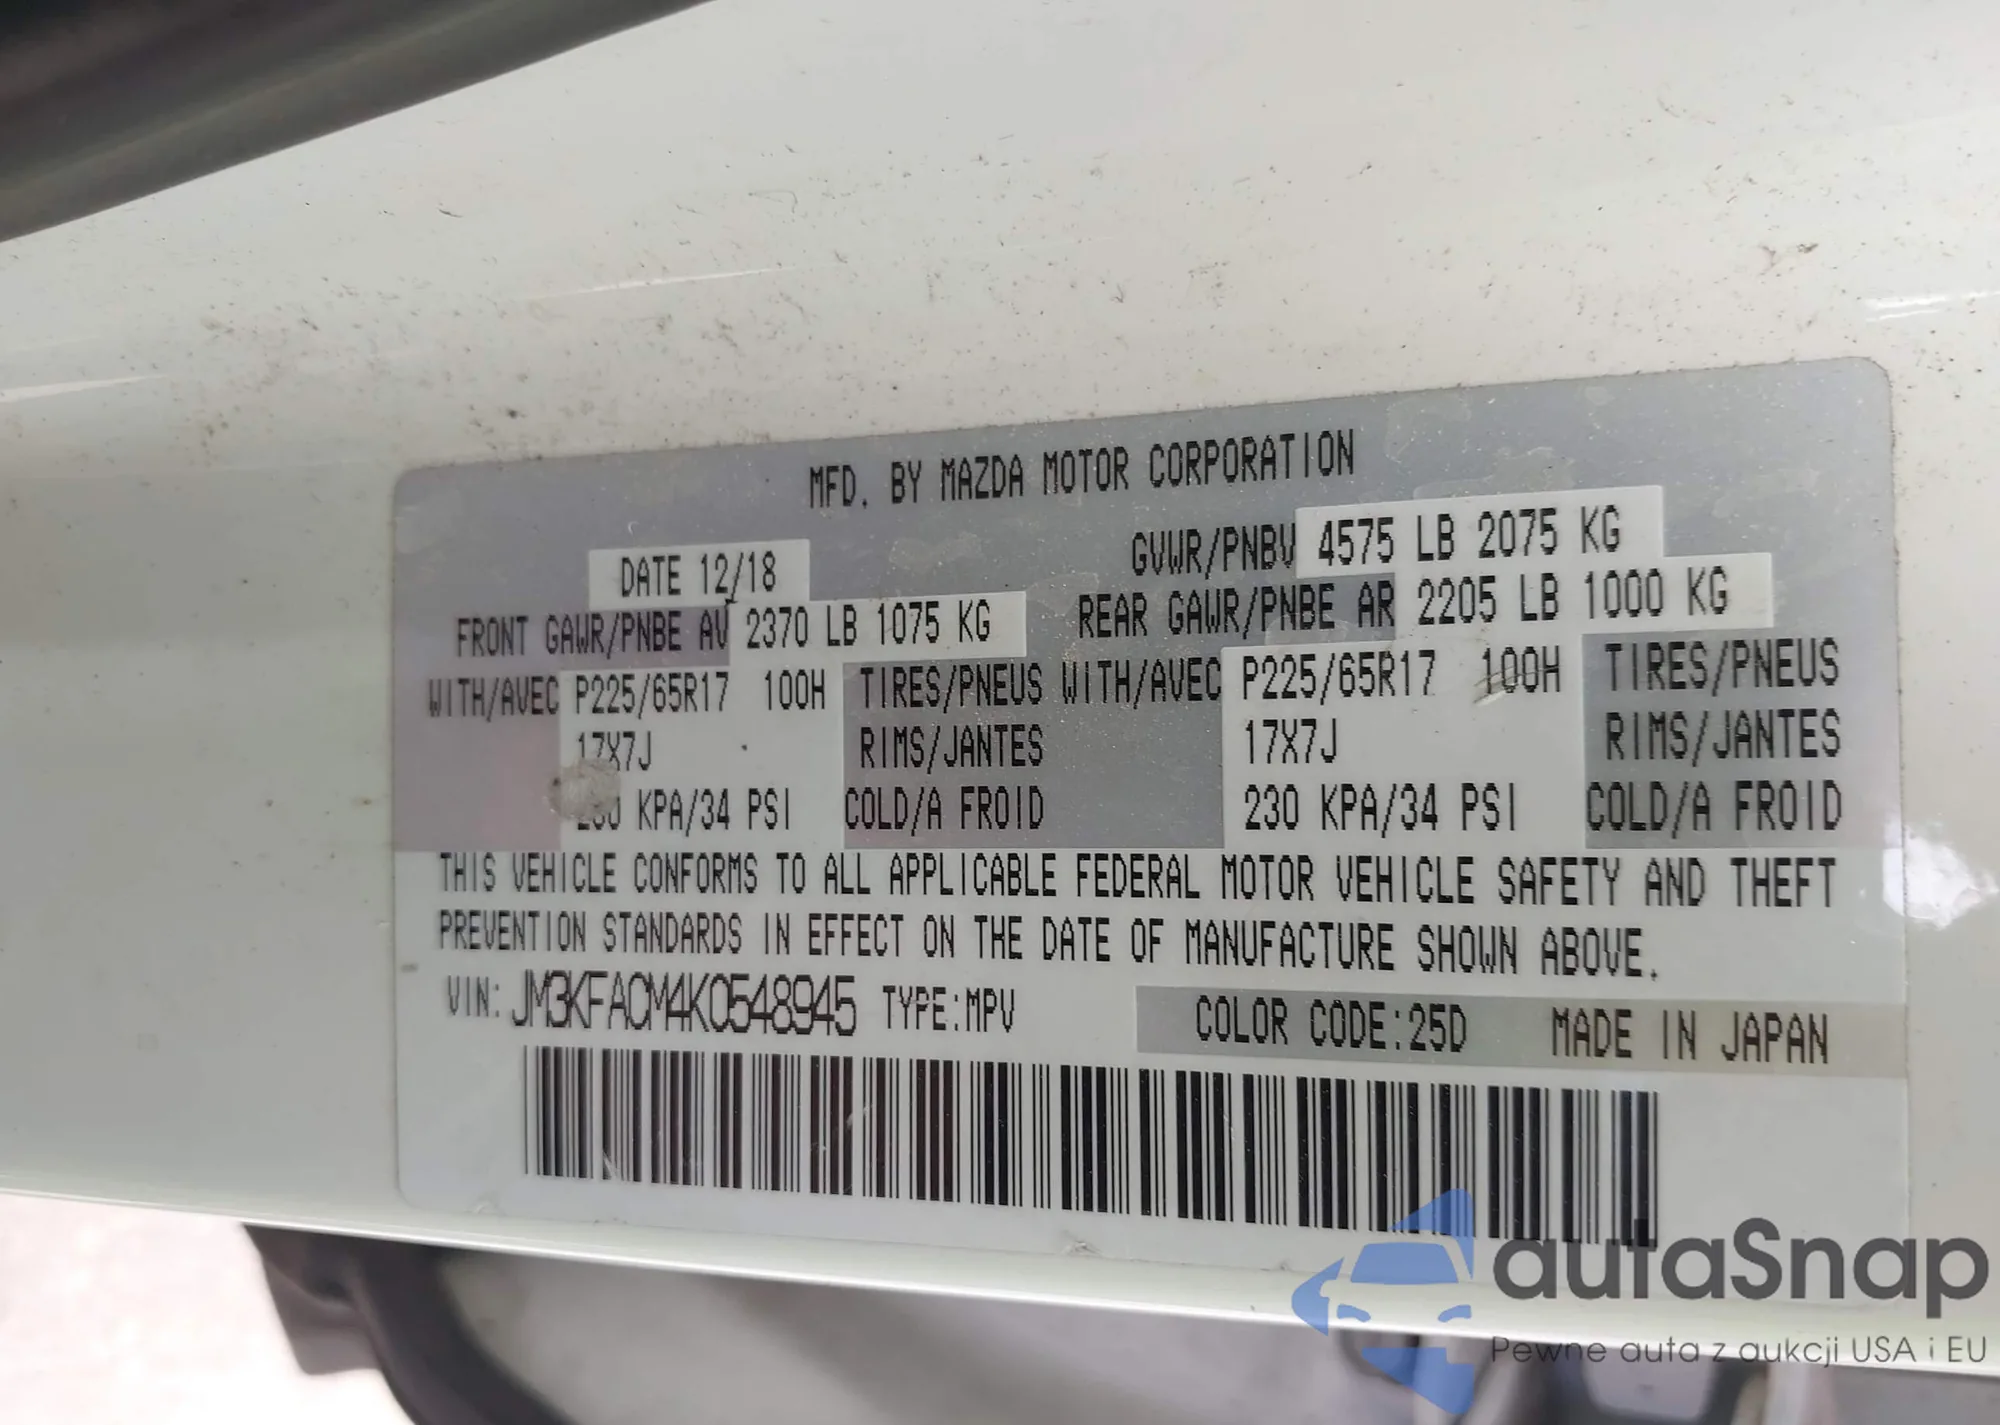 MFD. BY MAZDA MOTOR CORPORATION
DATE 12/18 GVWR/PNBV 4575 LB 2075 KG
FRONT GAWR/PNBE AV 2370 LB 1075 KG REAR GAWR/PNBE AR 2205 LB 1000 KG
WITH/AVEC P225/65R17 100H TIRES/PNEUS WITH/AVEC P225/65R17 100H TIRES/PNEUS
17X7J RIMS/JANTES 17X7J RIMS/JANTES
230 KPA/34 PSI COLD/A FROID 230 KPA/34 PSI COLD/A FROID
THIS VEHICLE CONFORMS TO ALL APPLICABLE FEDERAL MOTOR VEHICLE SAFETY AND THEFT
PREVENTION STANDARDS IN EFFECT ON THE DATE OF MANUFACTURE SHOWN ABOVE.
VIN: JM3KFACM4K0548945 TYPE:MPV COLOR CODE:25D MADE IN JAPAN
autaSnap
Pewne auta z aukcji USA i EU